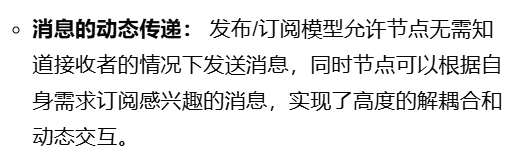 消息的动态传递： 发布/订阅模型允许节点无需知
道接收者的情况下发送消息，同时节点可以根据自
身需求订阅感兴趣的消息，实现了高度的解耦合和
动态交互。